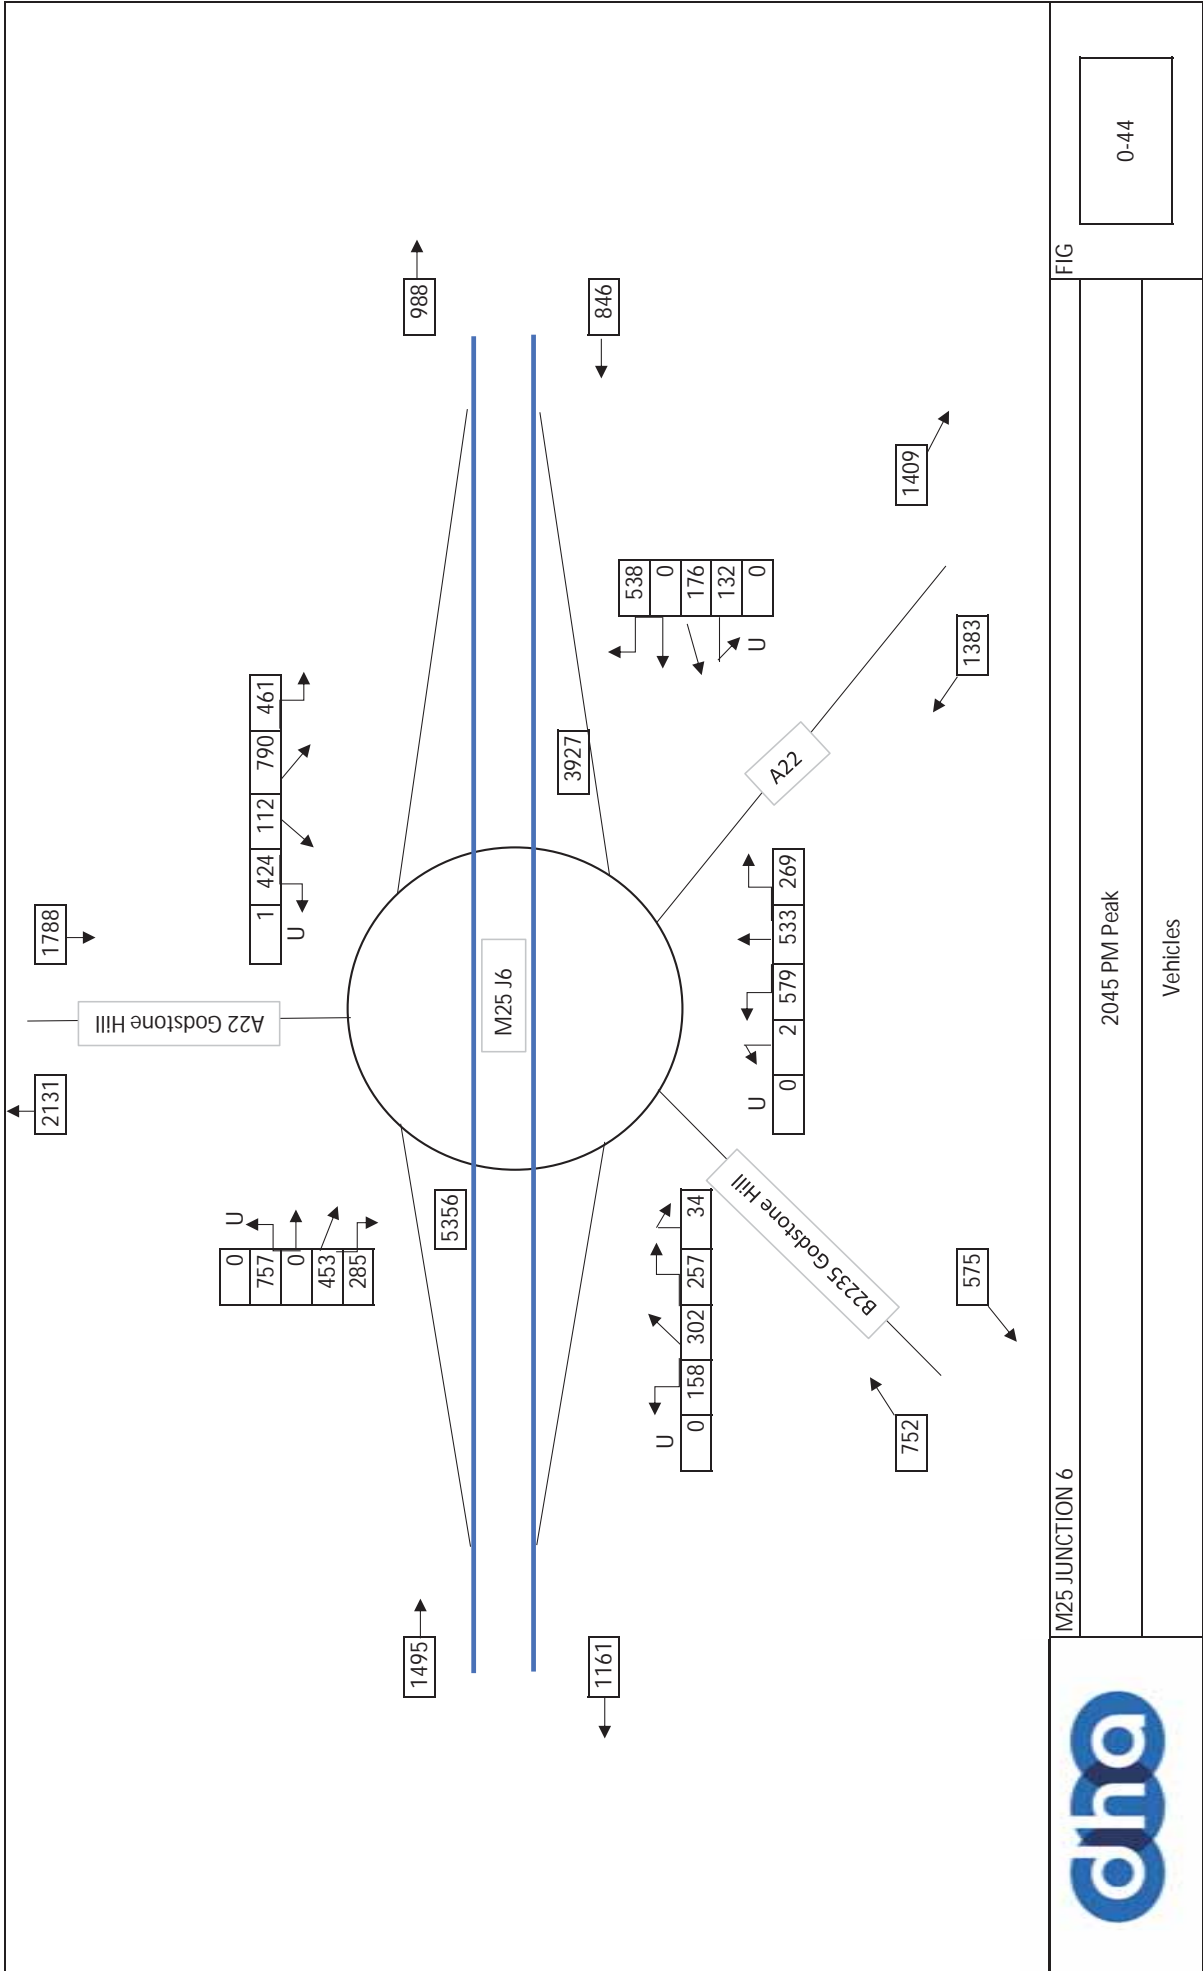 2131
1788
A22 Godstone Hill
1 424 112 790 461
U
0
757
0
453
285
U
1495
988
5356
M25 J6
3927
1161
846
538
0
176
132
0
U
U
0 158 302 257 34
U
0 2 579 533 269
A22
B2235 Godstone Hill
752
575
1383
1409
dha
M25 JUNCTION 6
2045 PM Peak
Vehicles
FIG
0-44